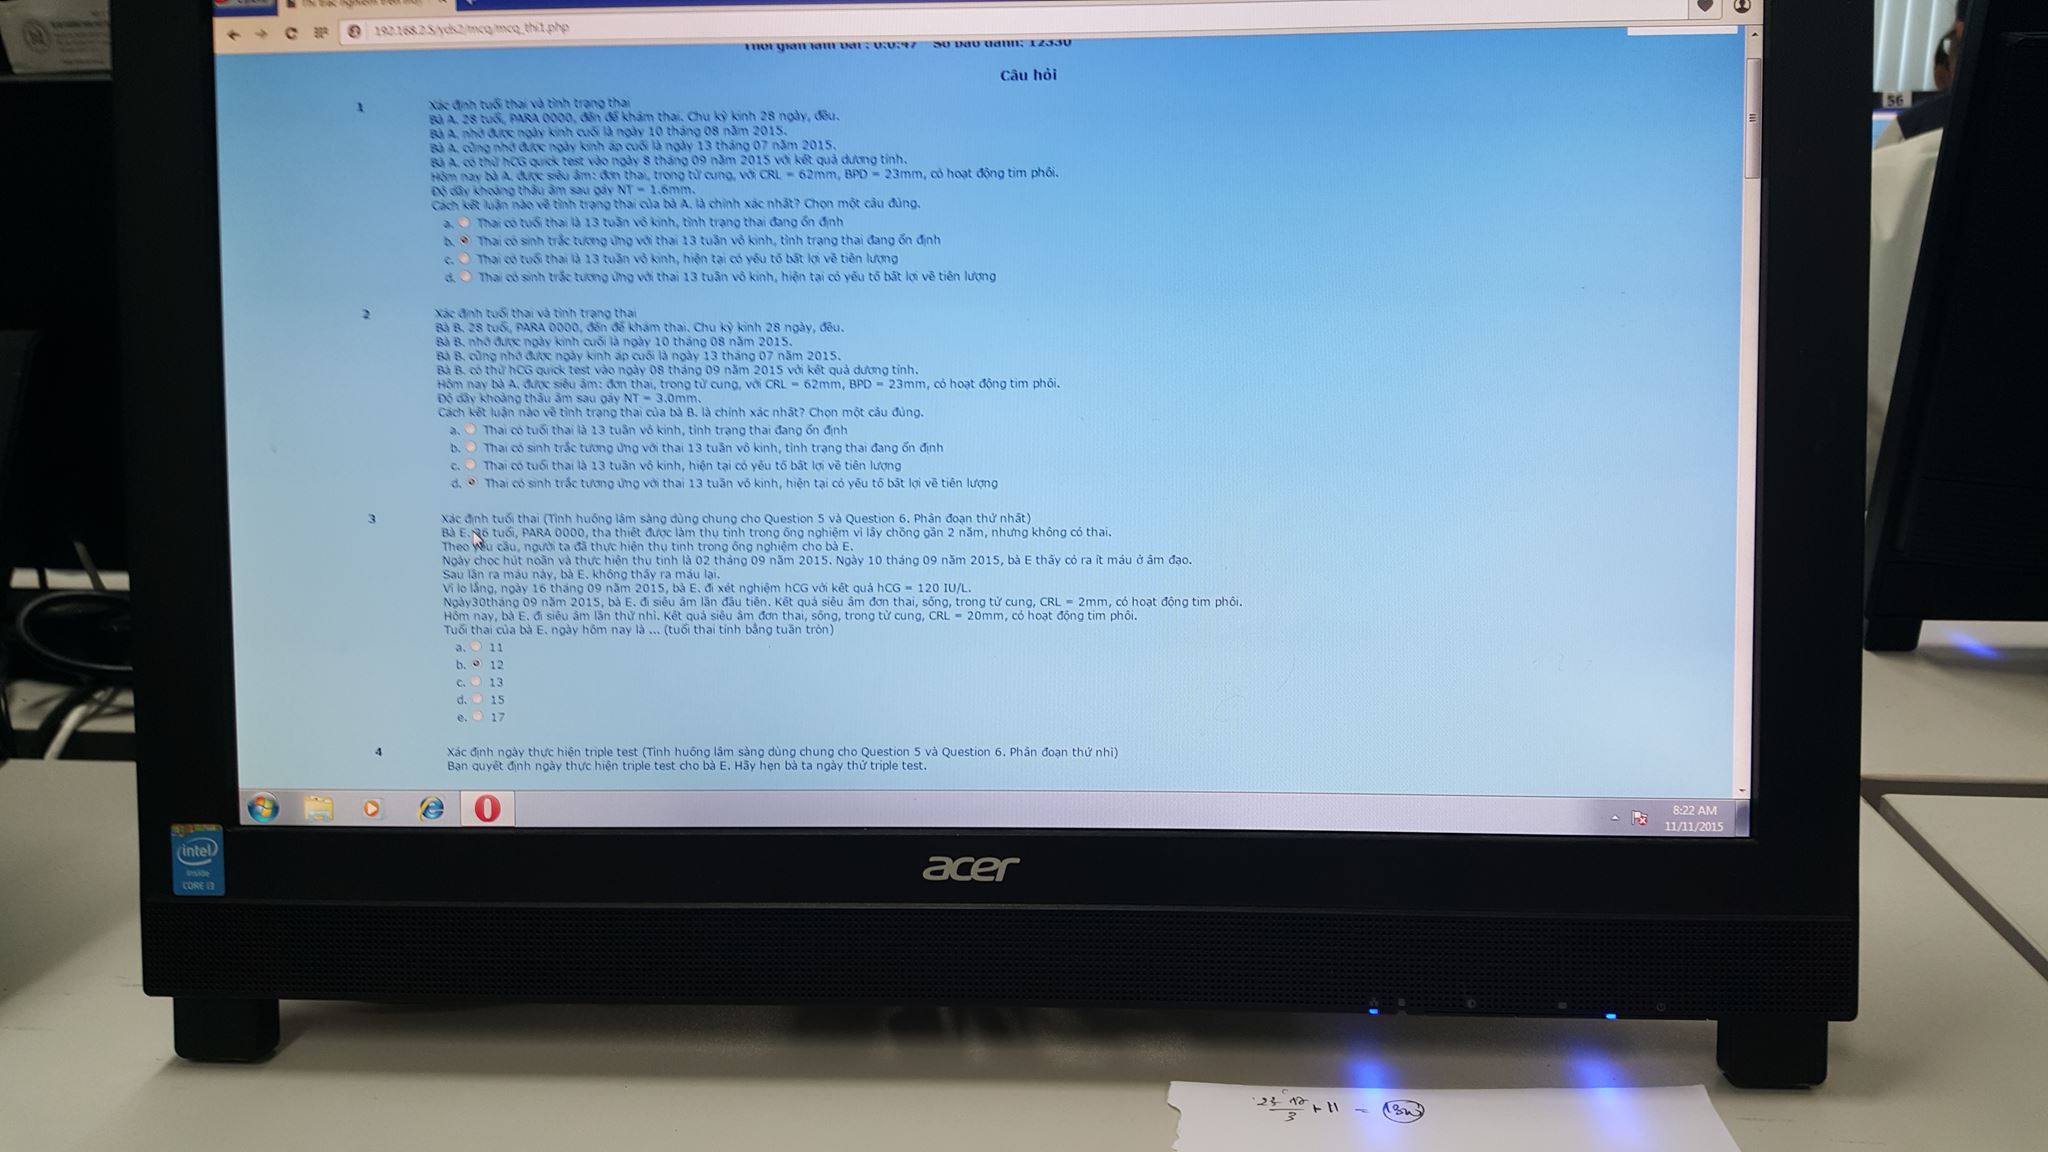 192.168.2.5/yds2/mcq/mcq_thi1.php
Thời gian làm bài : 0:0:47 Số báo danh: 12330
Câu hỏi
1 Xác định tuổi thai và tình trạng thai
Bà A. 28 tuổi, PARA 0000, đến để khám thai. Chu kỳ kinh 28 ngày, đều.
Bà A. nhớ được ngày kinh cuối là ngày 10 tháng 08 năm 2015.
Bà A. cũng nhớ được ngày kinh áp cuối là ngày 13 tháng 07 năm 2015.
Bà A. có thử hCG quick test vào ngày 8 tháng 09 năm 2015 với kết quả dương tính.
Hôm nay bà A. được siêu âm: đơn thai, trong tử cung, với CRL = 62mm, BPD = 23mm, có hoạt động tim phôi.
Độ dầy khoảng thấu âm sau gáy NT = 1.6mm.
Cách kết luận nào về tình trạng thai của bà A. là chính xác nhất? Chọn một câu đúng.
a. Thai có tuổi thai là 13 tuần vô kinh, tình trạng thai đang ổn định
b. Thai có sinh trắc tương ứng với thai 13 tuần vô kinh, tình trạng thai đang ổn định
c. Thai có tuổi thai là 13 tuần vô kinh, hiện tại có yếu tố bất lợi về tiên lượng
d. Thai có sinh trắc tương ứng với thai 13 tuần vô kinh, hiện tại có yếu tố bất lợi về tiên lượng
2 Xác định tuổi thai và tình trạng thai
Bà B. 28 tuổi, PARA 0000, đến để khám thai. Chu kỳ kinh 28 ngày, đều.
Bà B. nhớ được ngày kinh cuối là ngày 10 tháng 08 năm 2015.
Bà B. cũng nhớ được ngày kinh áp cuối là ngày 13 tháng 07 năm 2015.
Bà B. có thử hCG quick test vào ngày 08 tháng 09 năm 2015 với kết quả dương tính.
Hôm nay bà A. được siêu âm: đơn thai, trong tử cung, với CRL = 62mm, BPD = 23mm, có hoạt động tim phôi.
Độ dầy khoảng thấu âm sau gáy NT = 3.0mm.
Cách kết luận nào về tình trạng thai của bà B. là chính xác nhất? Chọn một câu đúng.
a. Thai có tuổi thai là 13 tuần vô kinh, tình trạng thai đang ổn định
b. Thai có sinh trắc tương ứng với thai 13 tuần vô kinh, tình trạng thai đang ổn định
c. Thai có tuổi thai là 13 tuần vô kinh, hiện tại có yếu tố bất lợi về tiên lượng
d. Thai có sinh trắc tương ứng với thai 13 tuần vô kinh, hiện tại có yếu tố bất lợi về tiên lượng
3 Xác định tuổi thai (Tình huống lâm sàng dùng chung cho Question 5 và Question 6. Phân đoạn thứ nhất)
Bà E. 36 tuổi, PARA 0000, tha thiết được làm thụ tinh trong ống nghiệm vì lấy chồng gần 2 năm, nhưng không có thai.
Theo yêu cầu, người ta đã thực hiện thụ tinh trong ống nghiệm cho bà E.
Ngày chọc hút noãn và thực hiện thụ tinh là 02 tháng 09 năm 2015. Ngày 10 tháng 09 năm 2015, bà E thấy có ra ít máu ở âm đạo.
Sau lần ra máu này, bà E. không thấy ra máu lại.
Vì lo lắng, ngày 16 tháng 09 năm 2015, bà E. đi xét nghiệm hCG với kết quả hCG = 120 IU/L.
Ngày30tháng 09 năm 2015, bà E. đi siêu âm lần đầu tiên. Kết quả siêu âm đơn thai, sống, trong tử cung, CRL = 2mm, có hoạt động tim phôi.
Hôm nay, bà E. đi siêu âm lần thứ nhì. Kết quả siêu âm đơn thai, sống, trong tử cung, CRL = 20mm, có hoạt động tim phôi.
Tuổi thai của bà E. ngày hôm nay là ... (tuổi thai tính bằng tuần tròn)
a. 11
b. 12
c. 13
d. 15
e. 17
4 Xác định ngày thực hiện triple test (Tình huống lâm sàng dùng chung cho Question 5 và Question 6. Phân đoạn thứ nhì)
Bạn quyết định ngày thực hiện triple test cho bà E. Hãy hẹn bà ta ngày thử triple test.
8:22 AM
11/11/2015
intel
inside
CORE i3
acer
56